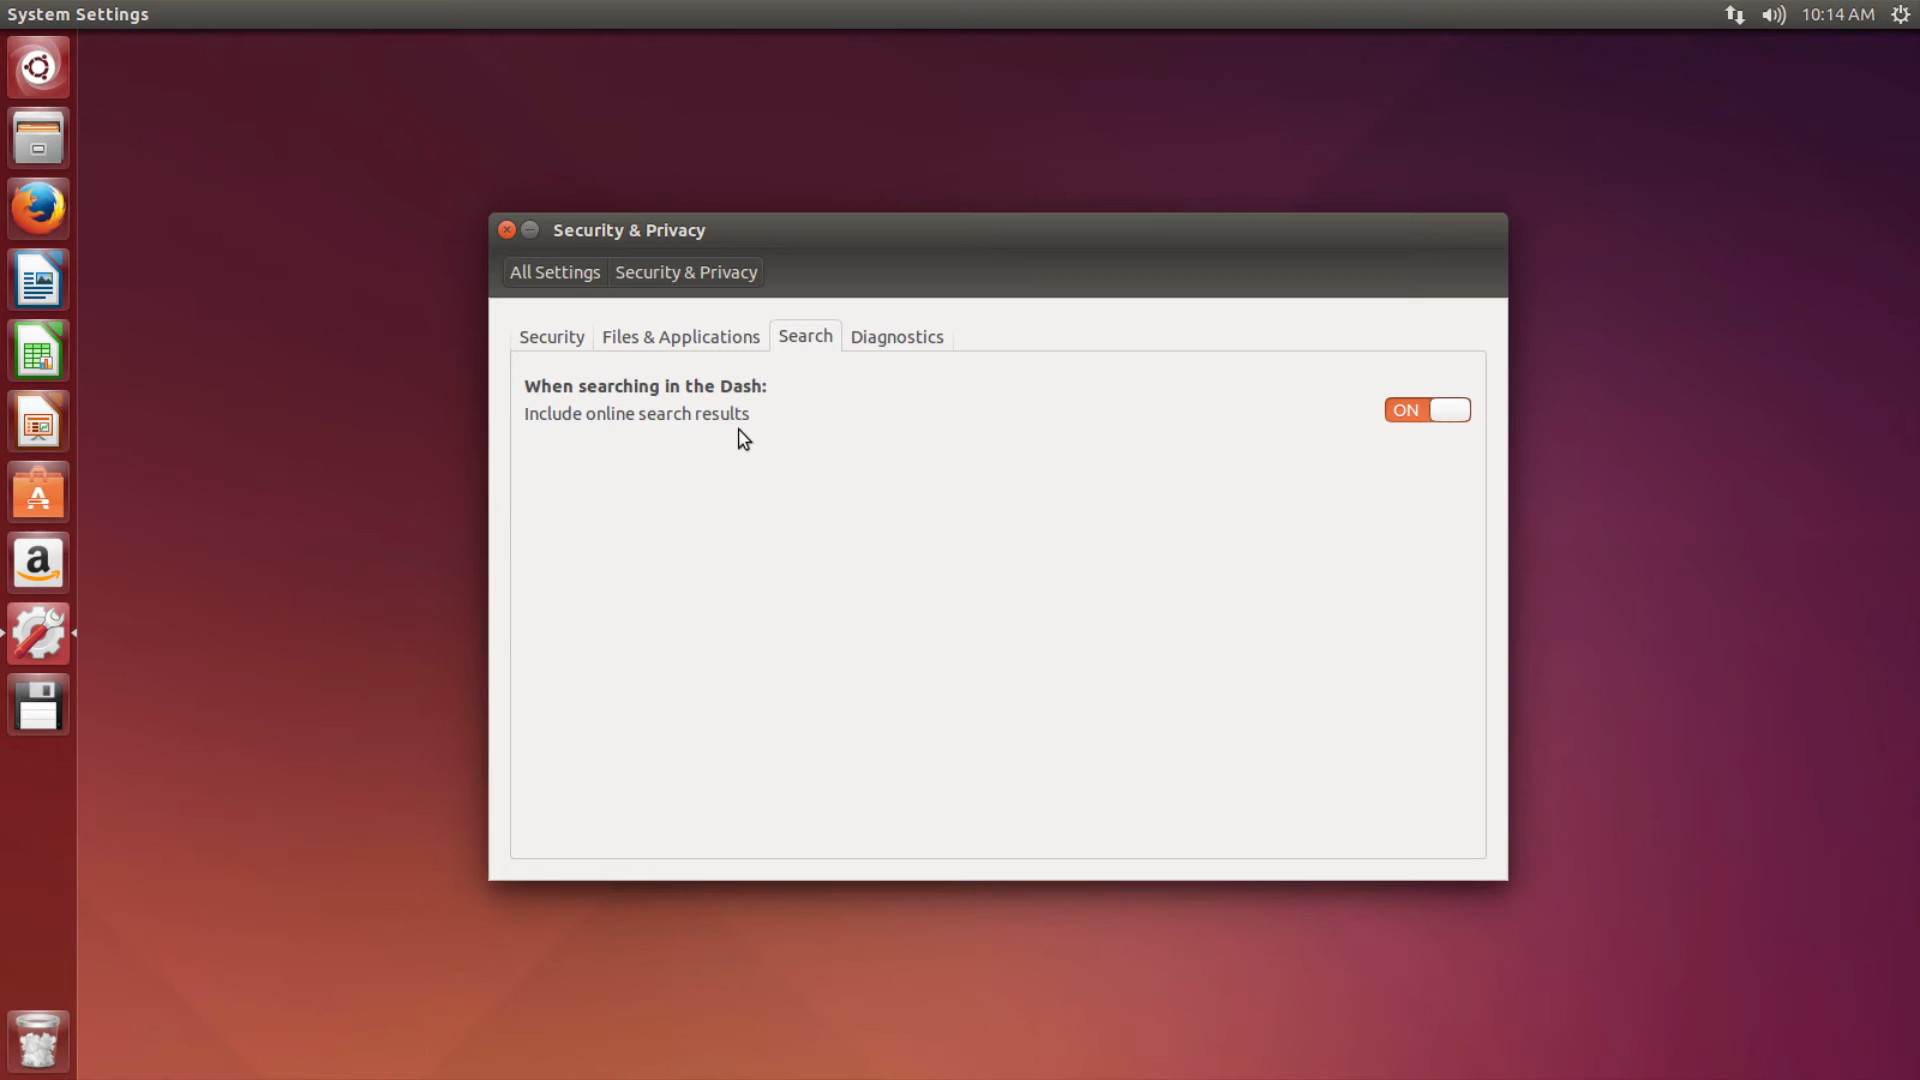 System Settings
10:14 AM
Security & Privacy
All Settings
Security & Privacy
Security
Files & Applications
Search
Diagnostics
When searching in the Dash:
Include online search results
ON